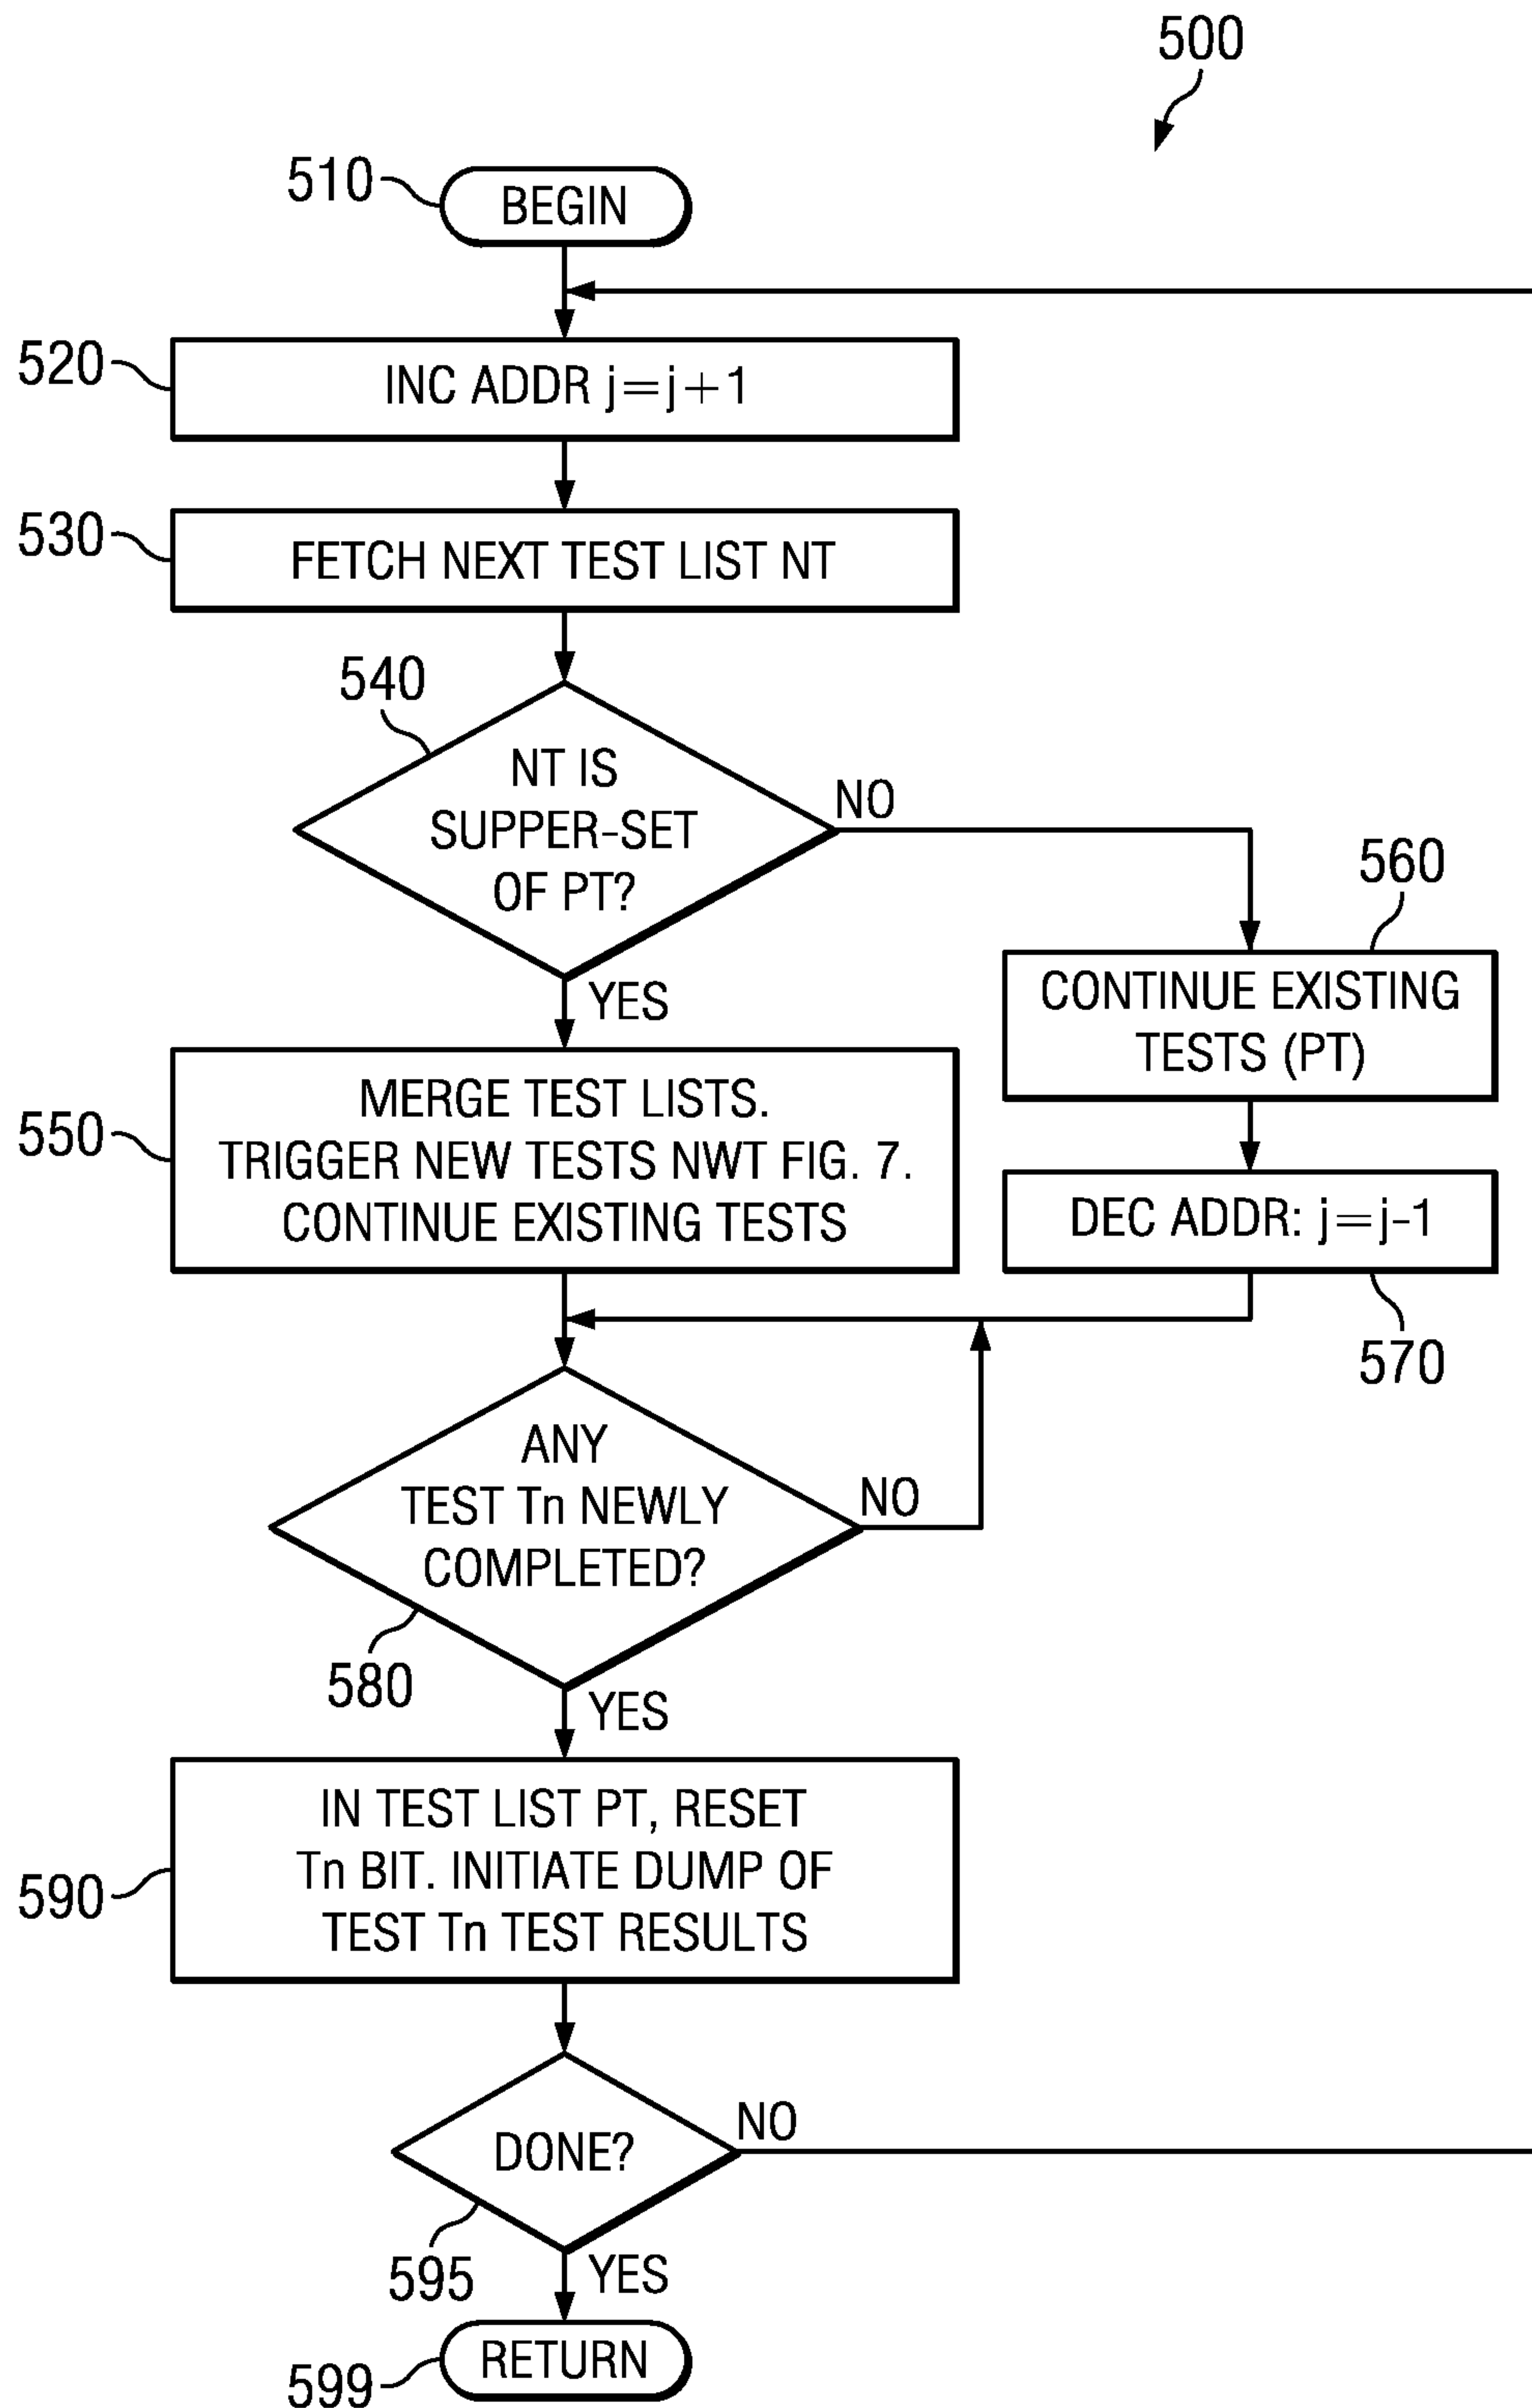 500
510
BEGIN
520
INC ADDR j=j+1
530
FETCH NEXT TEST LIST NT
540
NT IS
SUPPER-SET
OF PT?
NO
YES
560
CONTINUE EXISTING
TESTS (PT)
550
MERGE TEST LISTS.
TRIGGER NEW TESTS NWT FIG. 7.
CONTINUE EXISTING TESTS
DEC ADDR: j=j-1
570
ANY
TEST Tn NEWLY
COMPLETED?
NO
580
YES
590
IN TEST LIST PT, RESET
Tn BIT. INITIATE DUMP OF
TEST Tn TEST RESULTS
DONE?
NO
595
YES
599
RETURN